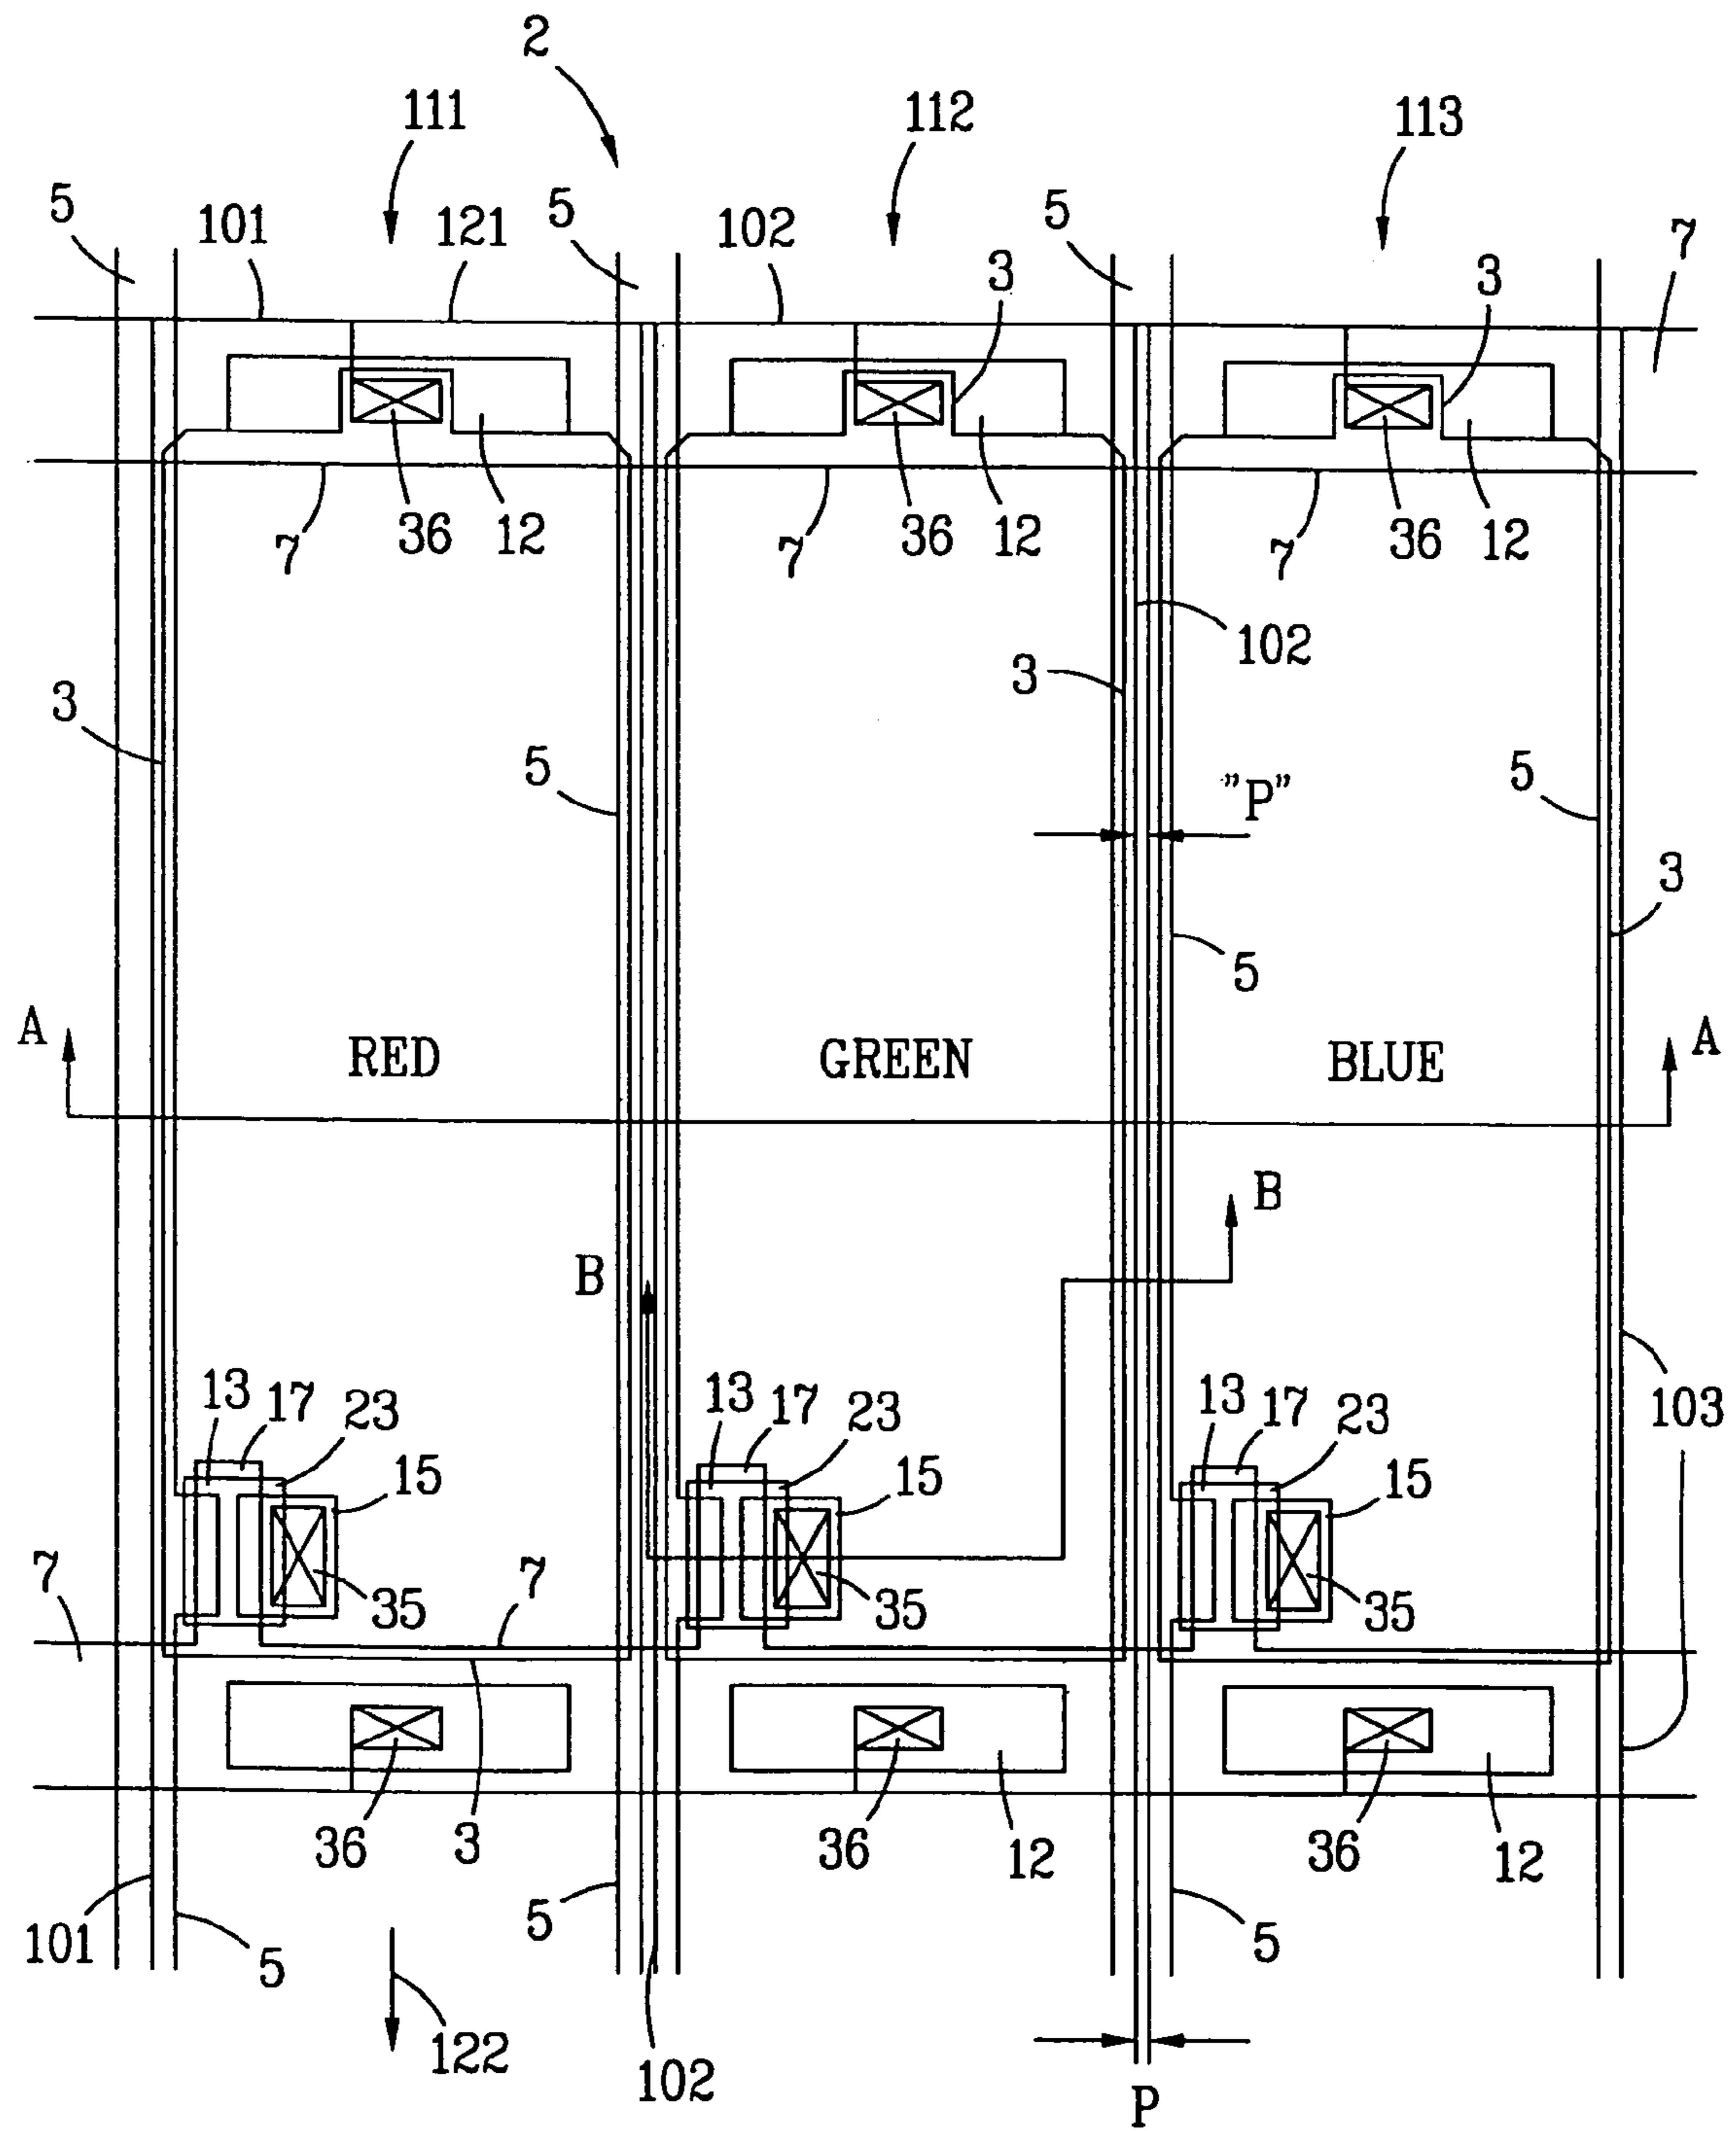 2
111 112 113
5 101 121 5 102 5 7
3 3
7 36 12 7 36 12 7 36 12
102
3 3
5 5
"P"
3
5
A RED GREEN BLUE A
B
B
13 17 23 13 17 23 13 17 23
103
15 15 15
7 7
35 35 35
36 3 36 12 36 12
101 5 5 5
122 102
P